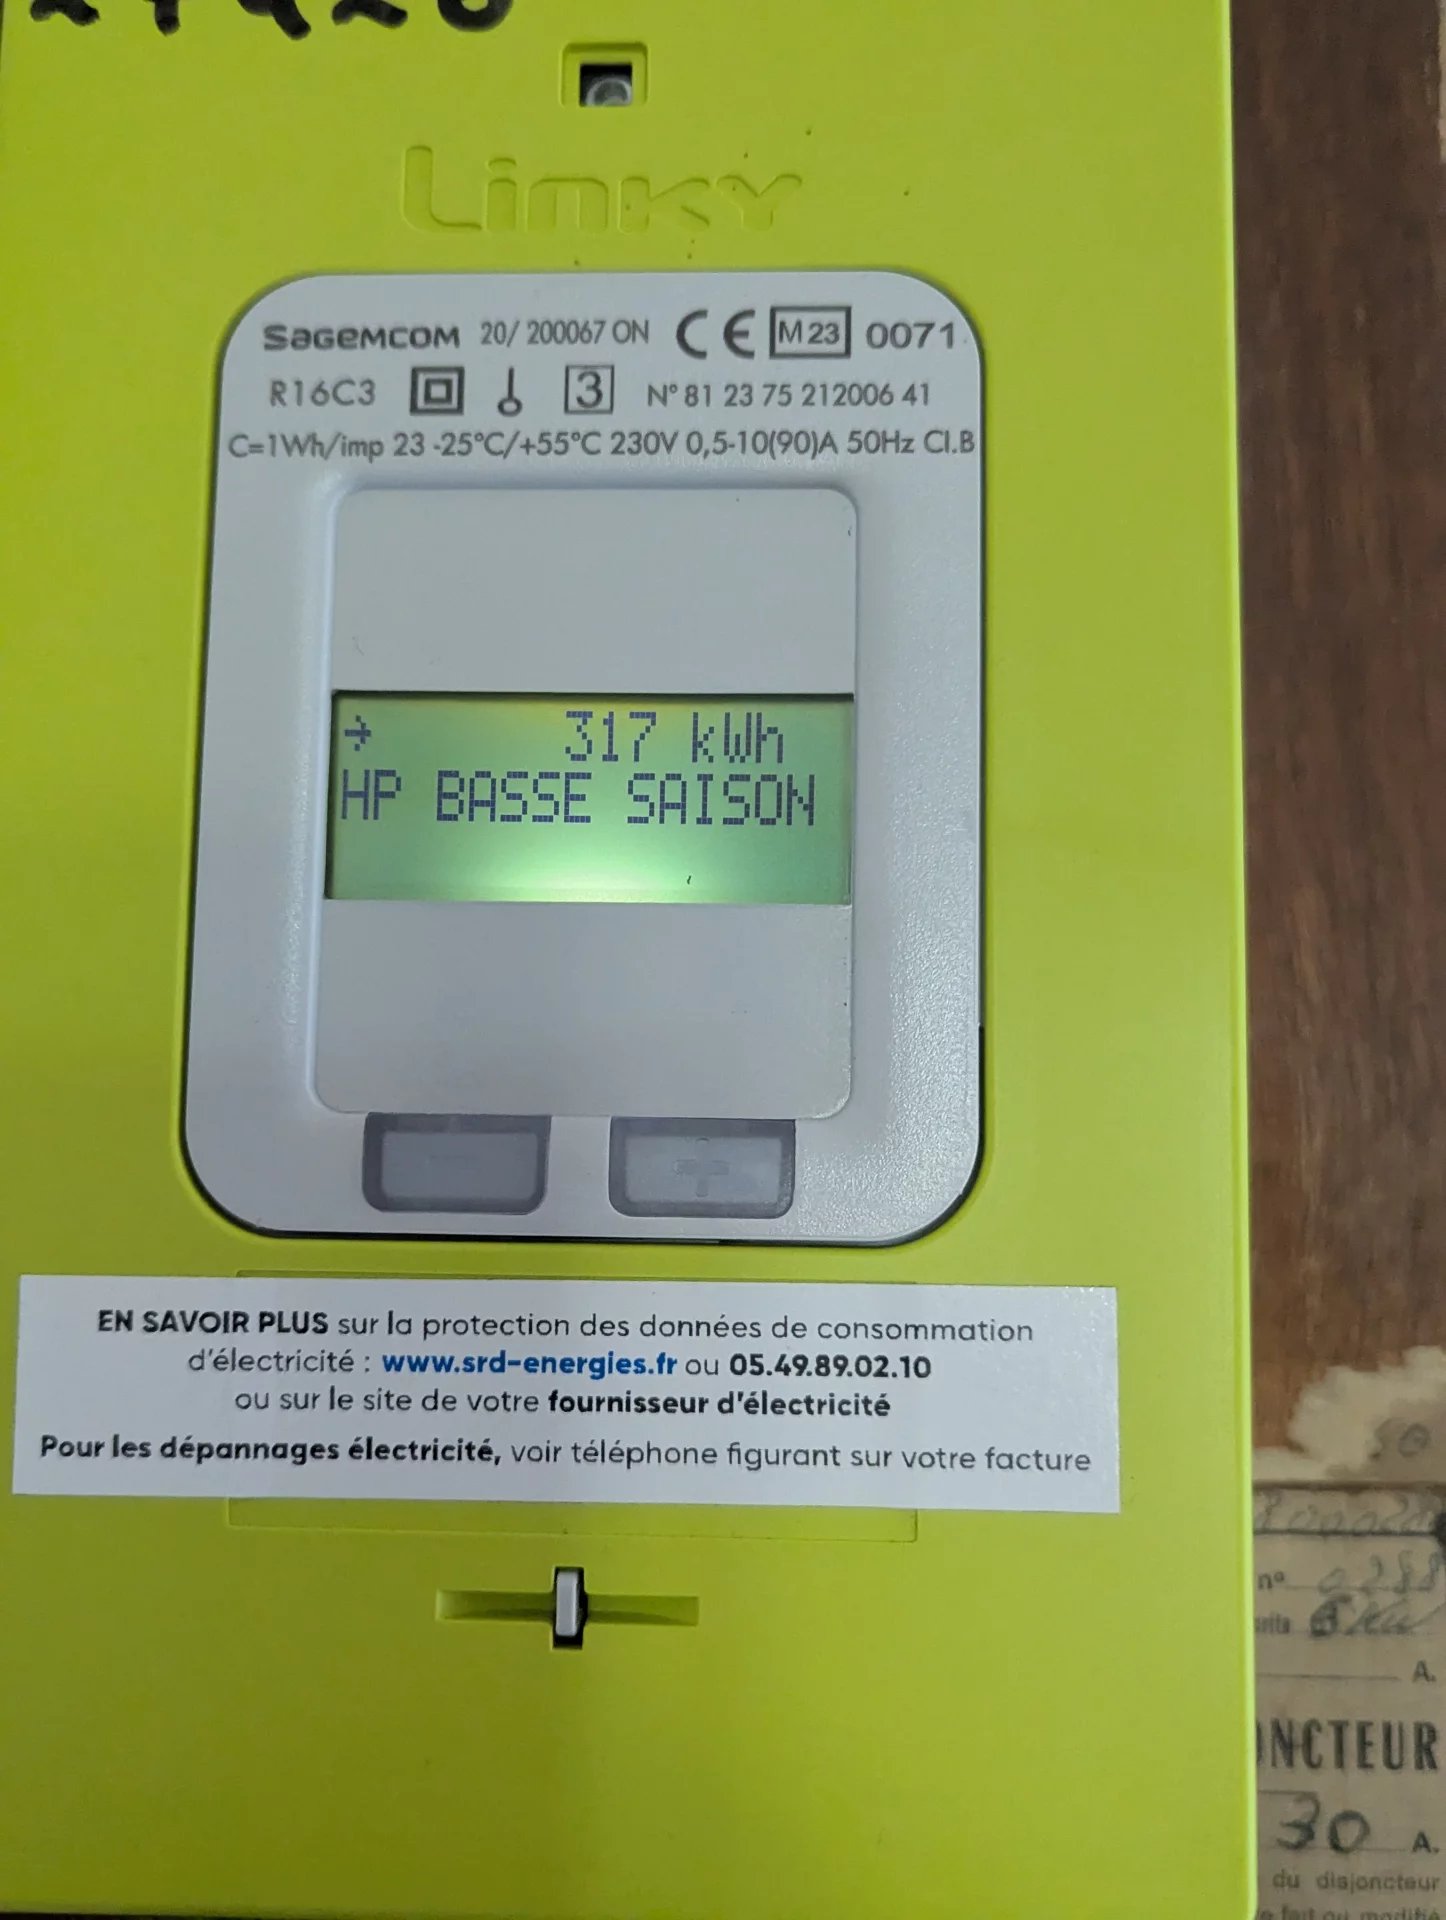 Linky
Sagemcom 20/ 200067 ON CE M23 0071
R16C3 3 N° 81 23 75 212006 41
C=1Wh/imp 23 -25°C/+55°C 230V 0,5-10(90)A 50Hz Cl.B
→ 317 kWh
HP BASSE SAISON
- +
EN SAVOIR PLUS sur la protection des données de consommation
d'électricité : www.srd-energies.fr ou 05.49.89.02.10
ou sur le site de votre fournisseur d'électricité
Pour les dépannages électricité, voir téléphone figurant sur votre facture
n° 0288
A.
ONCTEUR
30 A.
du disjoncteur